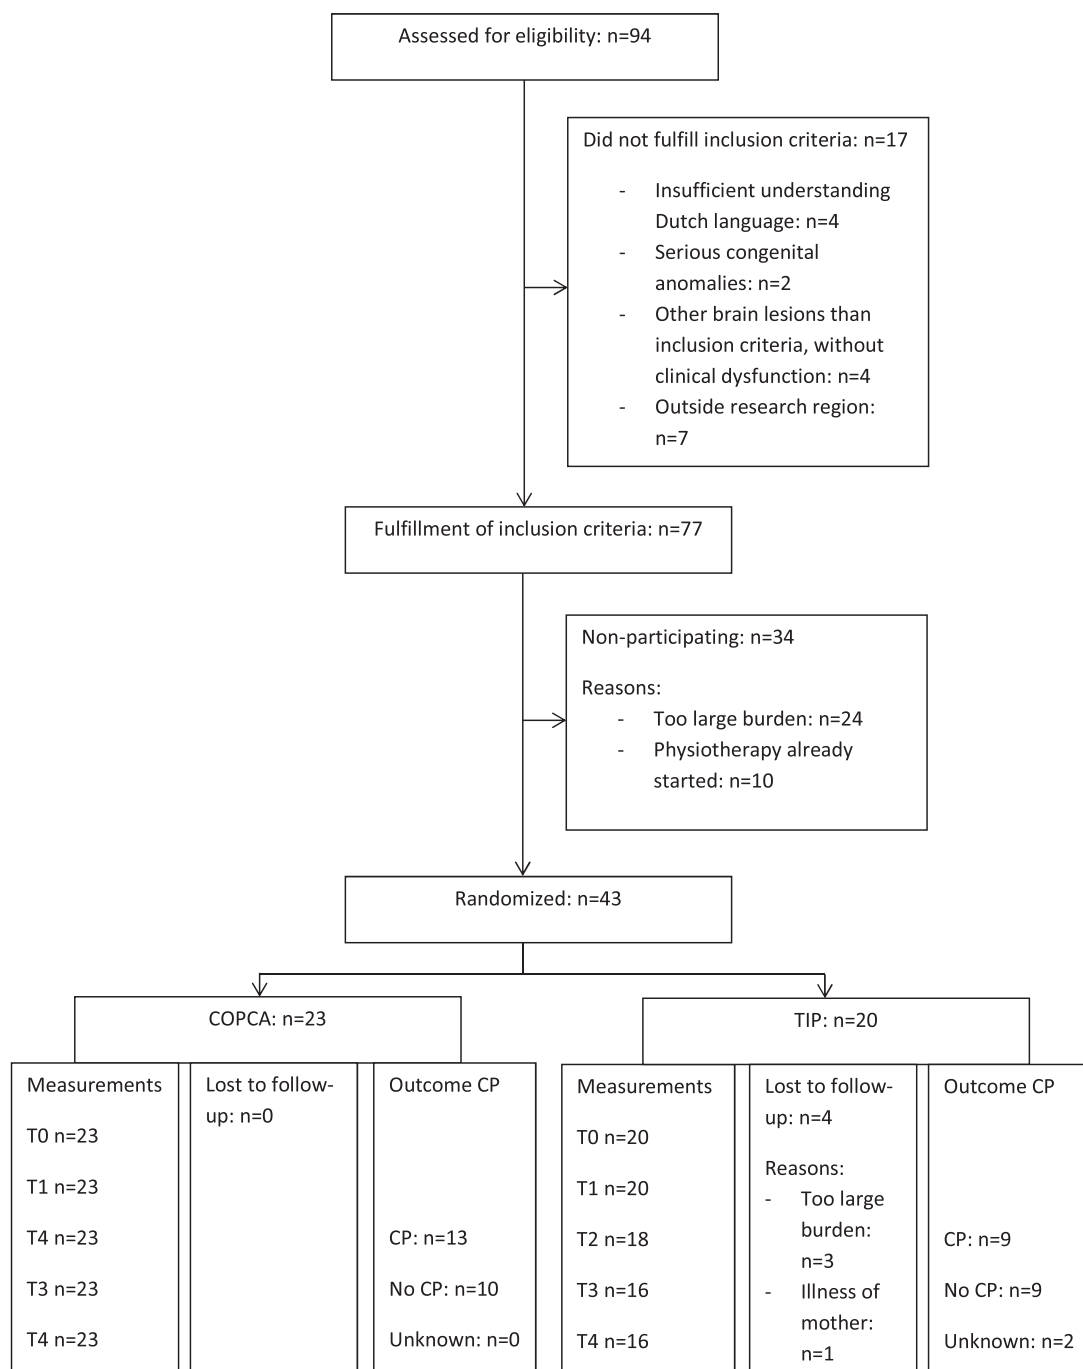 Assessed for eligibility: n=94
Did not fulfill inclusion criteria: n=17
- Insufficient understanding
Dutch language: n=4
- Serious congenital
anomalies: n=2
- Other brain lesions than
inclusion criteria, without
clinical dysfunction: n=4
- Outside research region:
n=7
Fulfillment of inclusion criteria: n=77
Non-participating: n=34
Reasons:
- Too large burden: n=24
- Physiotherapy already
started: n=10
Randomized: n=43
COPCA: n=23
Measurements
T0 n=23
T1 n=23
T4 n=23
T3 n=23
T4 n=23
Lost to follow-
up: n=0
Outcome CP
CP: n=13
No CP: n=10
Unknown: n=0
TIP: n=20
Measurements
T0 n=20
T1 n=20
T2 n=18
T3 n=16
T4 n=16
Lost to follow-
up: n=4
Reasons:
- Too large
burden:
n=3
- Illness of
mother:
n=1
Outcome CP
CP: n=9
No CP: n=9
Unknown: n=2